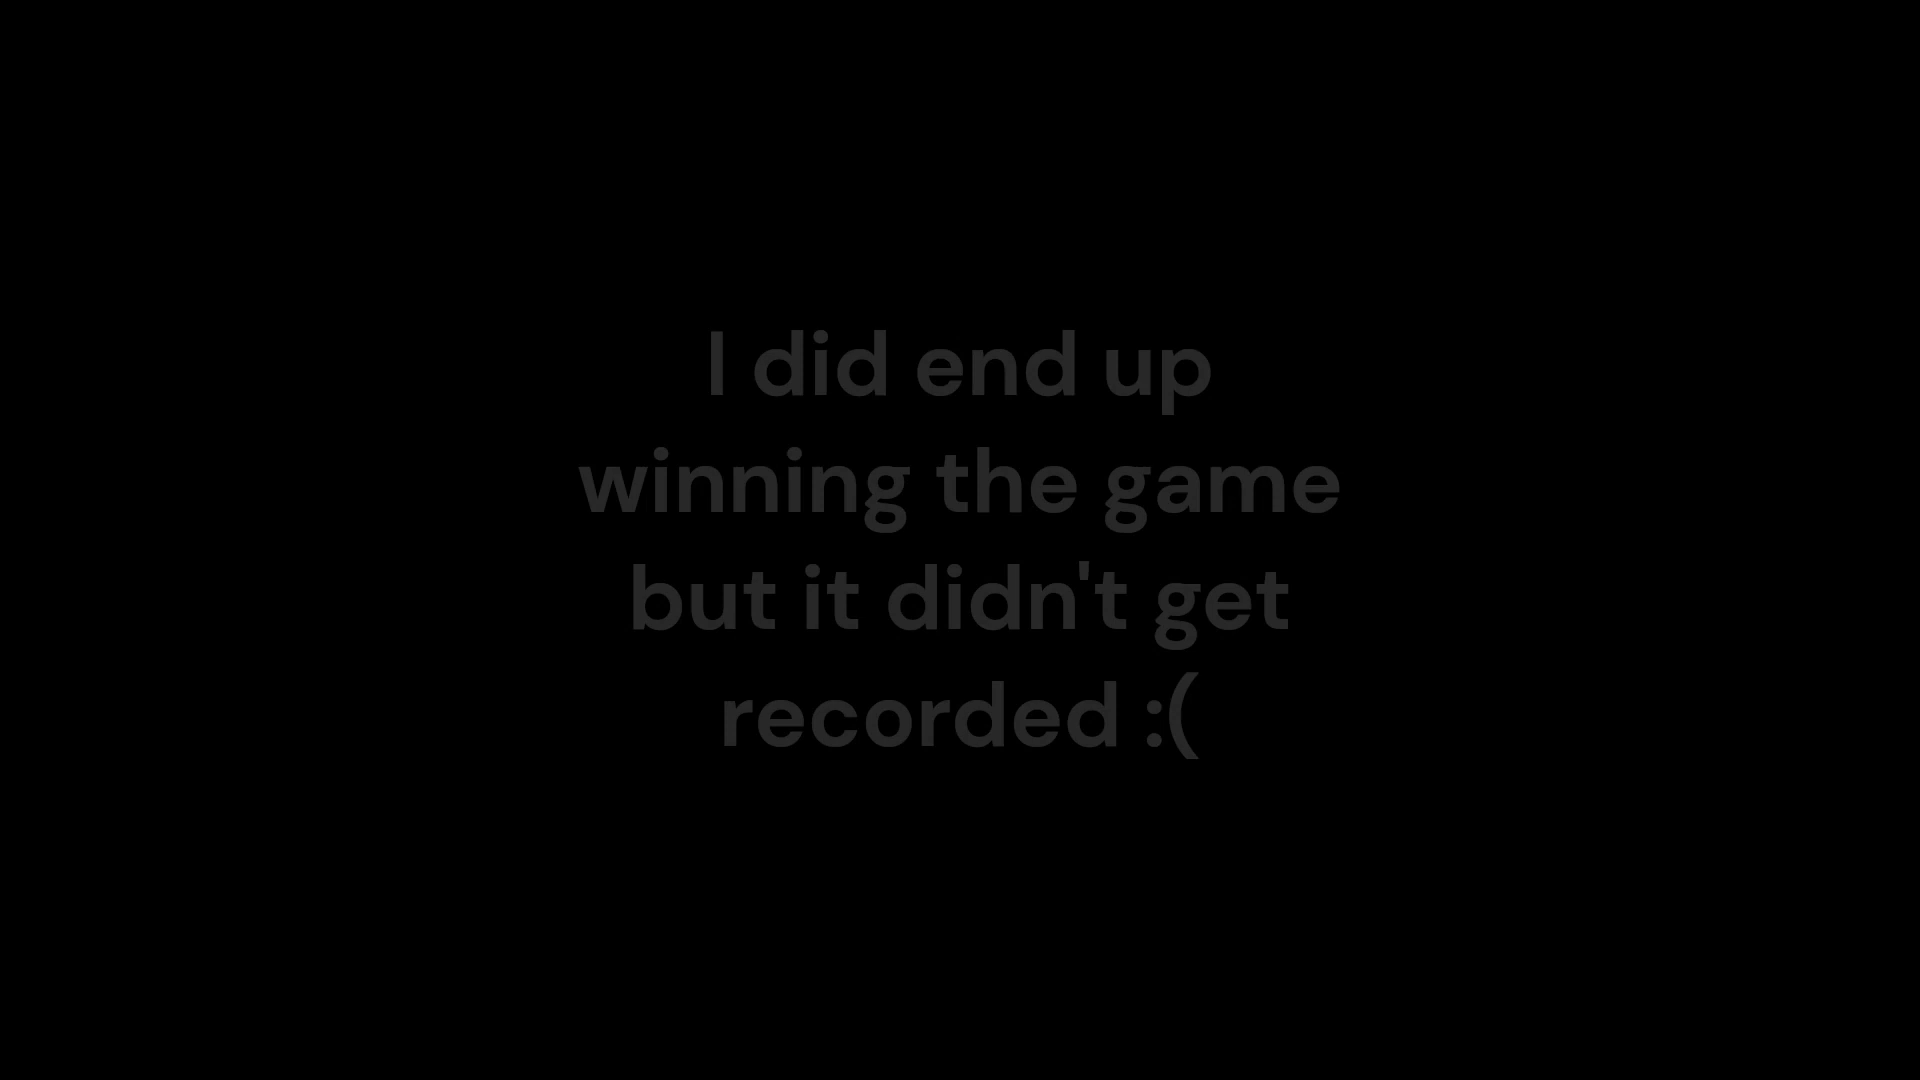 I did end up
winning the game
but it didn't get
recorded :(